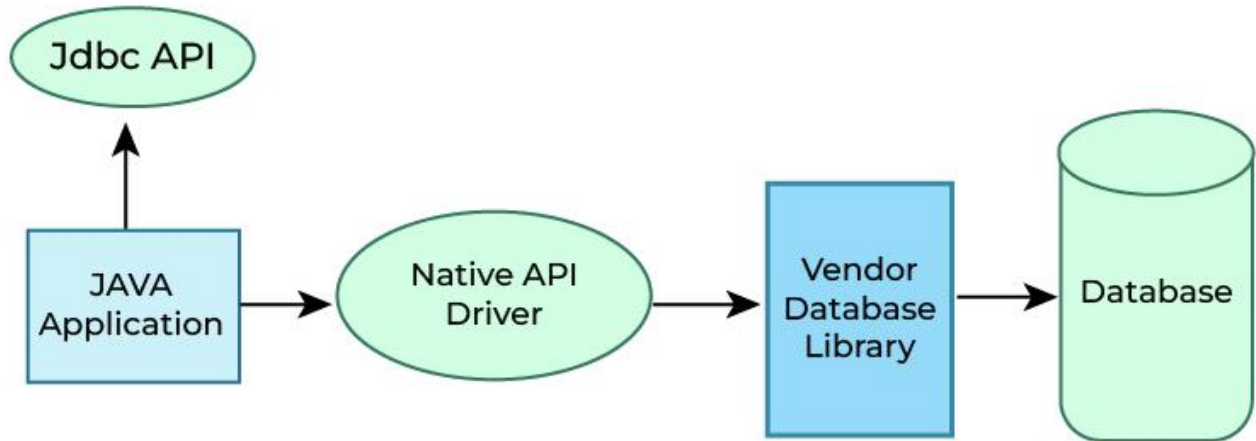 Jdbc API
JAVA
Application
Native API
Driver
Vendor
Database
Library
Database